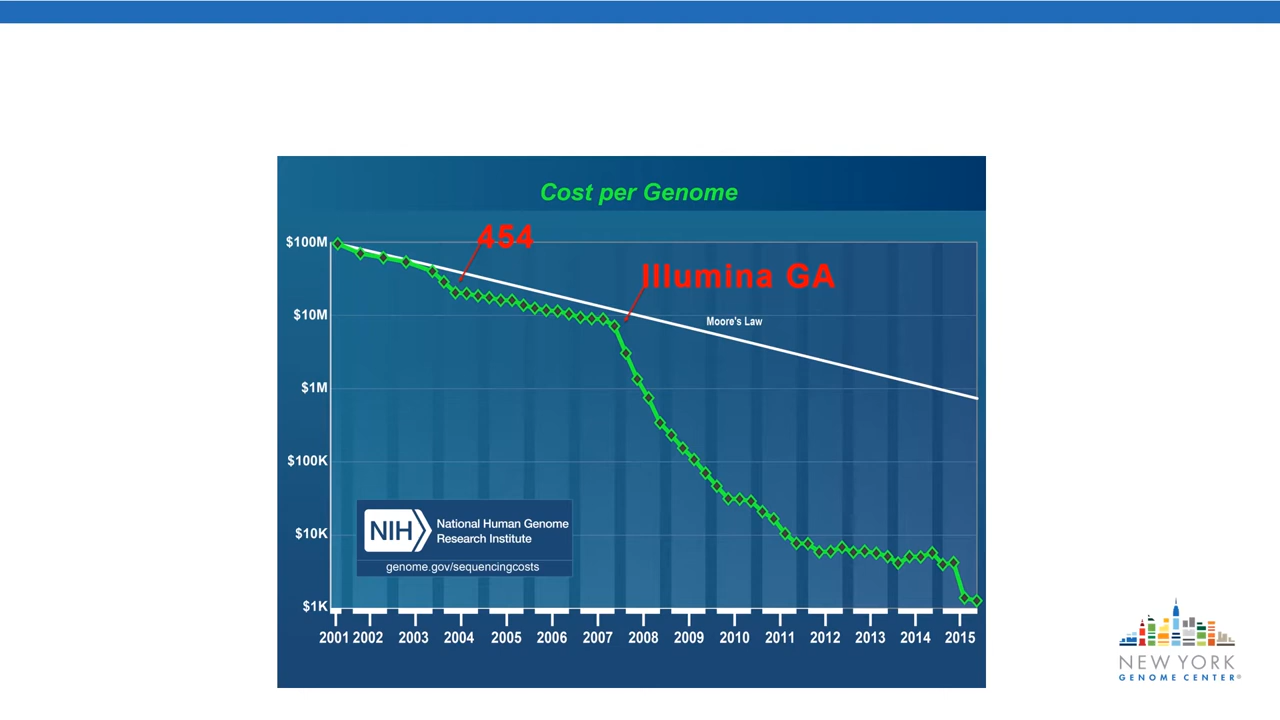 Cost per Genome
454
Illumina GA
Moore's Law
$100M
$10M
$1M
$100K
$10K
$1K
NIH
National Human Genome
Research Institute
genome.gov/sequencingcosts
2001 2002 2003 2004 2005 2006 2007 2008 2009 2010 2011 2012 2013 2014 2015
NEW YORK
GENOME CENTER®